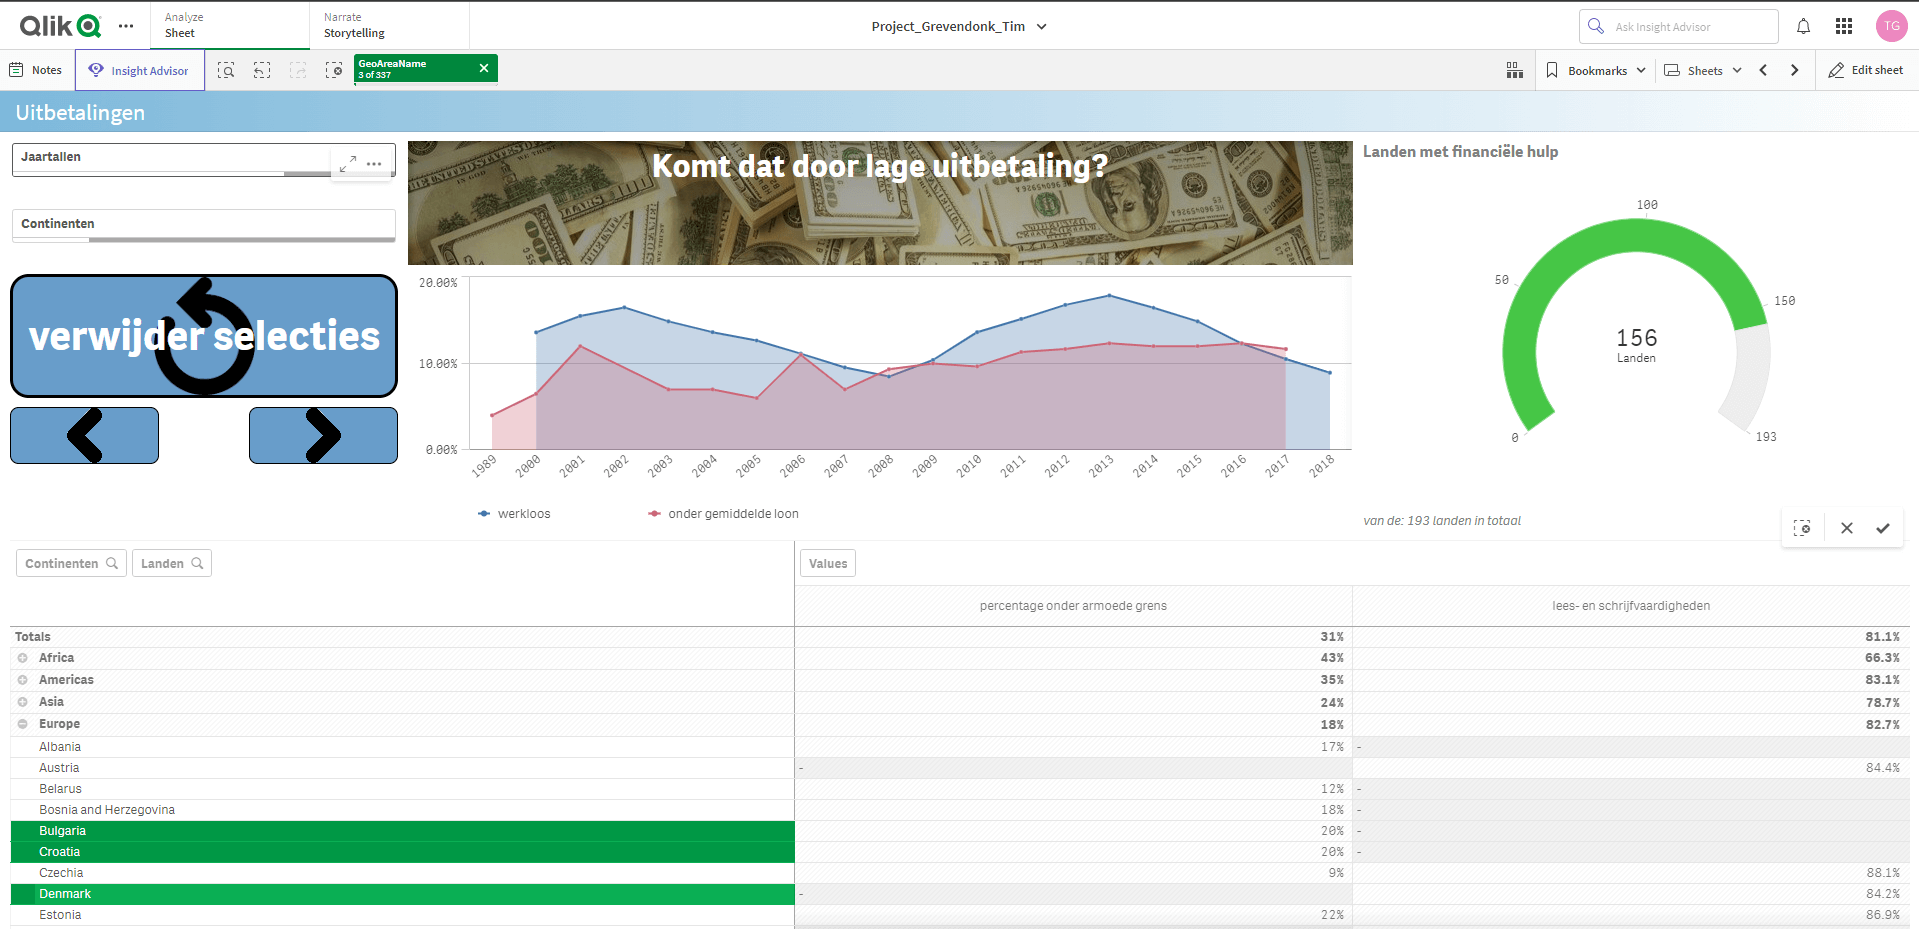 Qlik
Analyze
Sheet
Narrate
Storytelling
Project_Grevendonk_Tim
Ask Insight Advisor
TG
Notes
Insight Advisor
GeoAreaName
3 of 337
Bookmarks
Sheets
Edit sheet
Uitbetalingen
Jaartallen
Continenten
verwijder selecties
Komt dat door lage uitbetaling?
20.00%
10.00%
0.00%
1989 2000 2001 2002 2003 2004 2005 2006 2007 2008 2009 2010 2011 2012 2013 2014 2015 2016 2017 2018
werkloos
onder gemiddelde loon
Landen met financiële hulp
100
50
150
156
Landen
0
193
van de: 193 landen in totaal
Continenten Landen Values
percentage onder armoede grens lees- en schrijfvaardigheden
Totals 31% 81.1%
Africa 43% 66.3%
Americas 35% 83.1%
Asia 24% 78.7%
Europe 18% 82.7%
Albania 17% -
Austria - 84.4%
Belarus 12% -
Bosnia and Herzegovina 18% -
Bulgaria 20% -
Croatia 20% -
Czechia 9% 88.1%
Denmark - 84.2%
Estonia 22% 86.9%